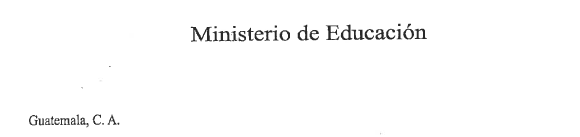 Ministerio de Educación
Guatemala, C. A.